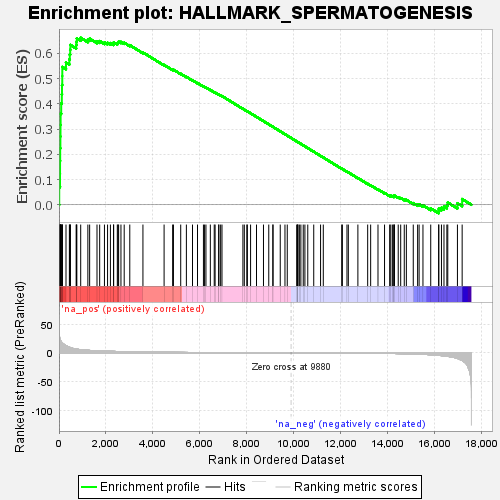 Enrichment plot: HALLMARK_SPERMATOGENESIS
Enrichment score (ES)
0.6
0.5
0.4
0.3
0.2
0.1
0.0
'na_pos' (positively correlated)
Ranked list metric (PreRanked)
50
0
-50
-100
Zero cross at 9880
'na_neg' (negatively correlated)
0
2,000
4,000
6,000
8,000
10,000
12,000
14,000
16,000
18,000
Rank in Ordered Dataset
Enrichment profile
Hits
Ranking metric scores